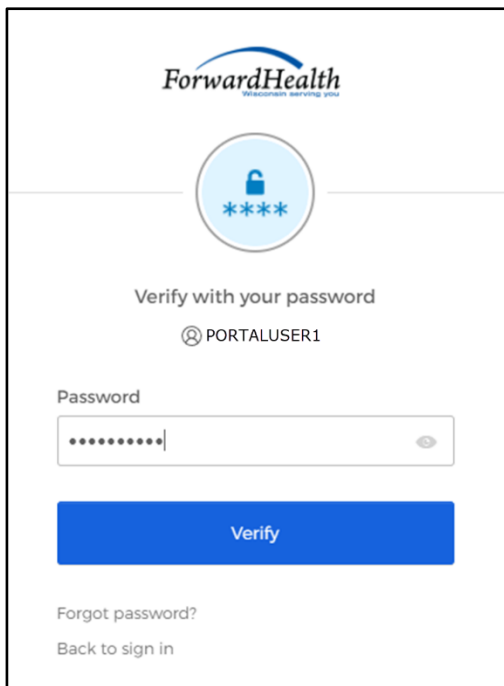 ForwardHealth
Wisconsin serving you
****
Verify with your password
PORTALUSER1
Password
••••••••••
Verify
Forgot password?
Back to sign in